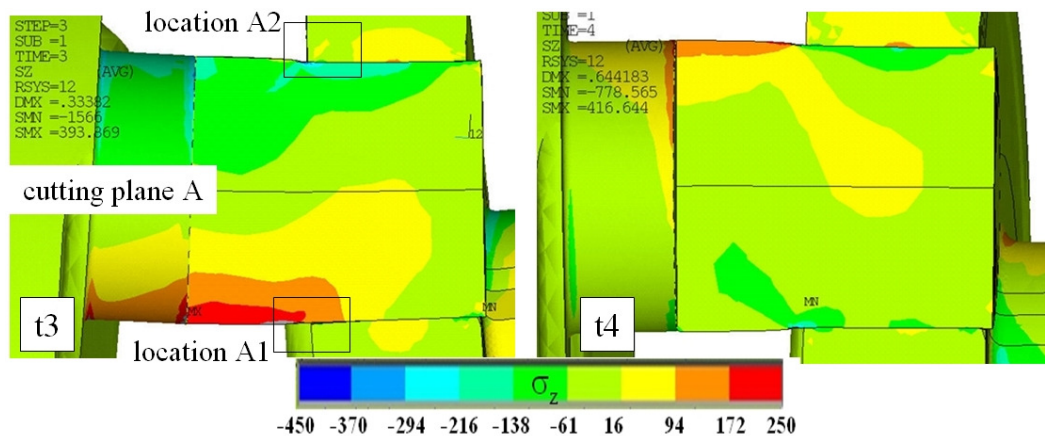 location A2
STEP=3
SUB =1
TIME=3
SZ (AVG)
RSYS=12
DMX =.33382
SMN =-1566
SMX =393.869
12
cutting plane A
t3
MX
MN
location A1
SUB =1
TIME=4
SZ (AVG)
RSYS=12
DMX =.644183
SMN =-778.565
SMX =416.644
MN
t4
σz
-450 -370 -294 -216 -138 -61 16 94 172 250